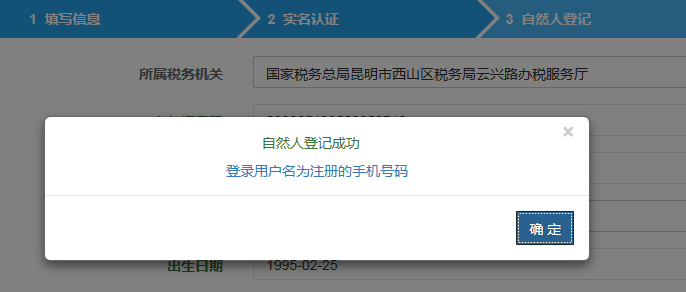 1 填写信息
2 实名认证
3 自然人登记
所属税务机关
国家税务总局昆明市西山区税务局云兴路办税服务厅
×
自然人登记成功
登录用户名为注册的手机号码
确 定
出生日期
1995-02-25